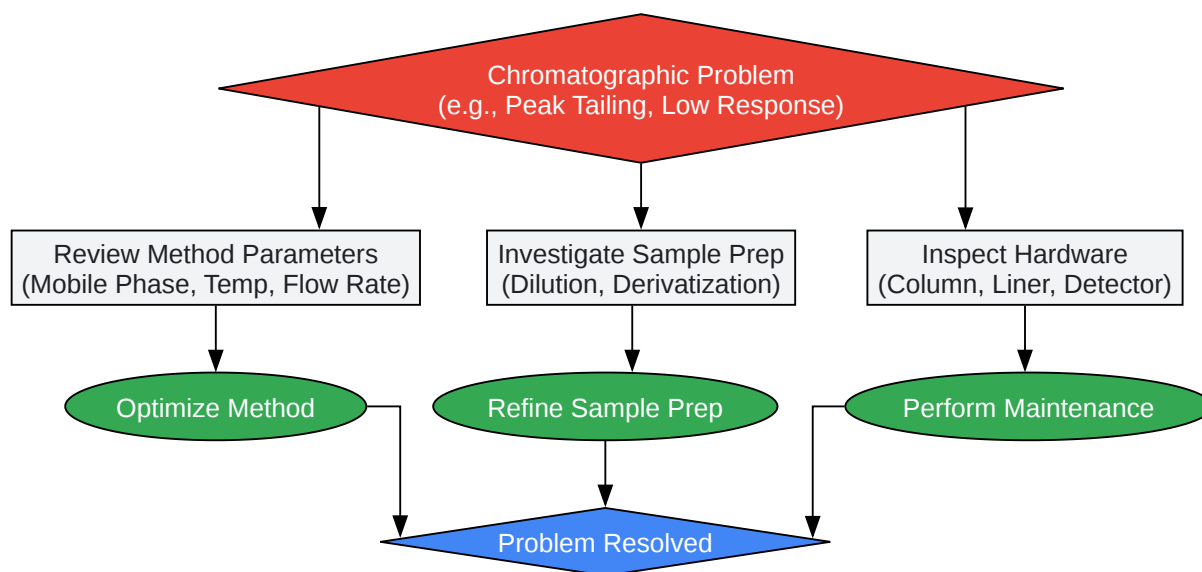 Chromatographic Problem
(e.g., Peak Tailing, Low Response)
Review Method Parameters
(Mobile Phase, Temp, Flow Rate)
Investigate Sample Prep
(Dilution, Derivatization)
Inspect Hardware
(Column, Liner, Detector)
Optimize Method
Refine Sample Prep
Perform Maintenance
Problem Resolved